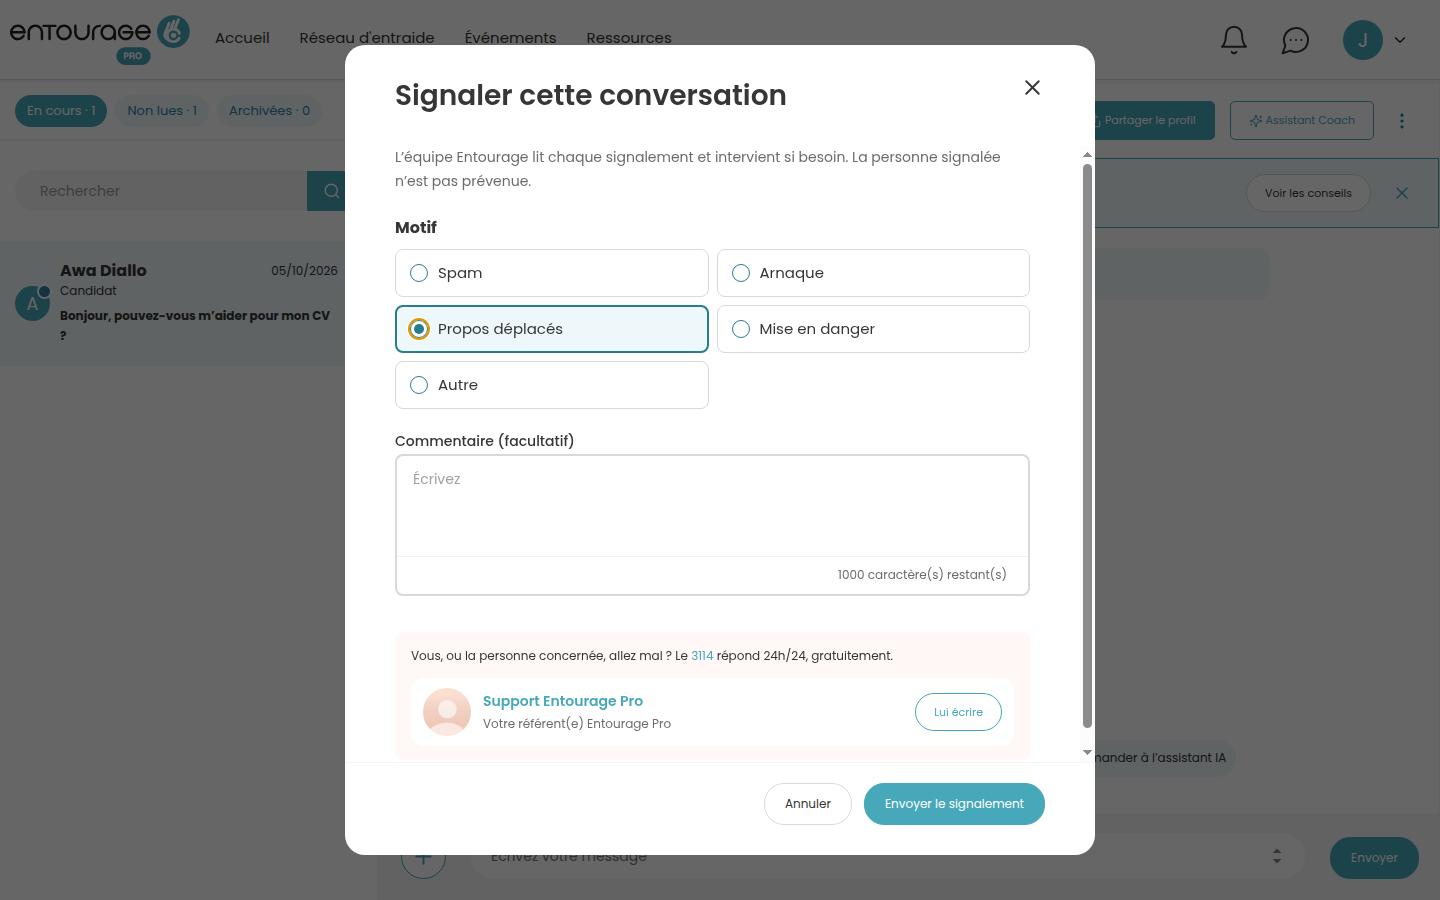 entourage
PRO
Accueil
Réseau d'entraide
Événements
Ressources
J
En cours · 1
Non lues · 1
Archivées · 0
Partager le profil
Assistant Coach
Rechercher
Voir les conseils
Awa Diallo
05/10/2026
Candidat
A
Bonjour, pouvez-vous m'aider pour mon CV
?
Signaler cette conversation
L'équipe Entourage lit chaque signalement et intervient si besoin. La personne signalée
n'est pas prévenue.
Motif
Spam
Arnaque
Propos déplacés
Mise en danger
Autre
Commentaire (facultatif)
Écrivez
1000 caractère(s) restant(s)
Vous, ou la personne concernée, allez mal ? Le 3114 répond 24h/24, gratuitement.
Support Entourage Pro
Votre référent(e) Entourage Pro
Lui écrire
mander à l'assistant IA
Annuler
Envoyer le signalement
Écrivez votre message
Envoyer